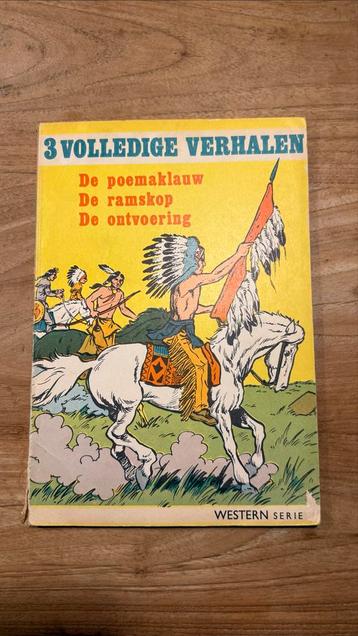 3 VOLLEDIGE VERHALEN
De poemaklauw
De ramskop
De ontvoering
WESTERN SERIE